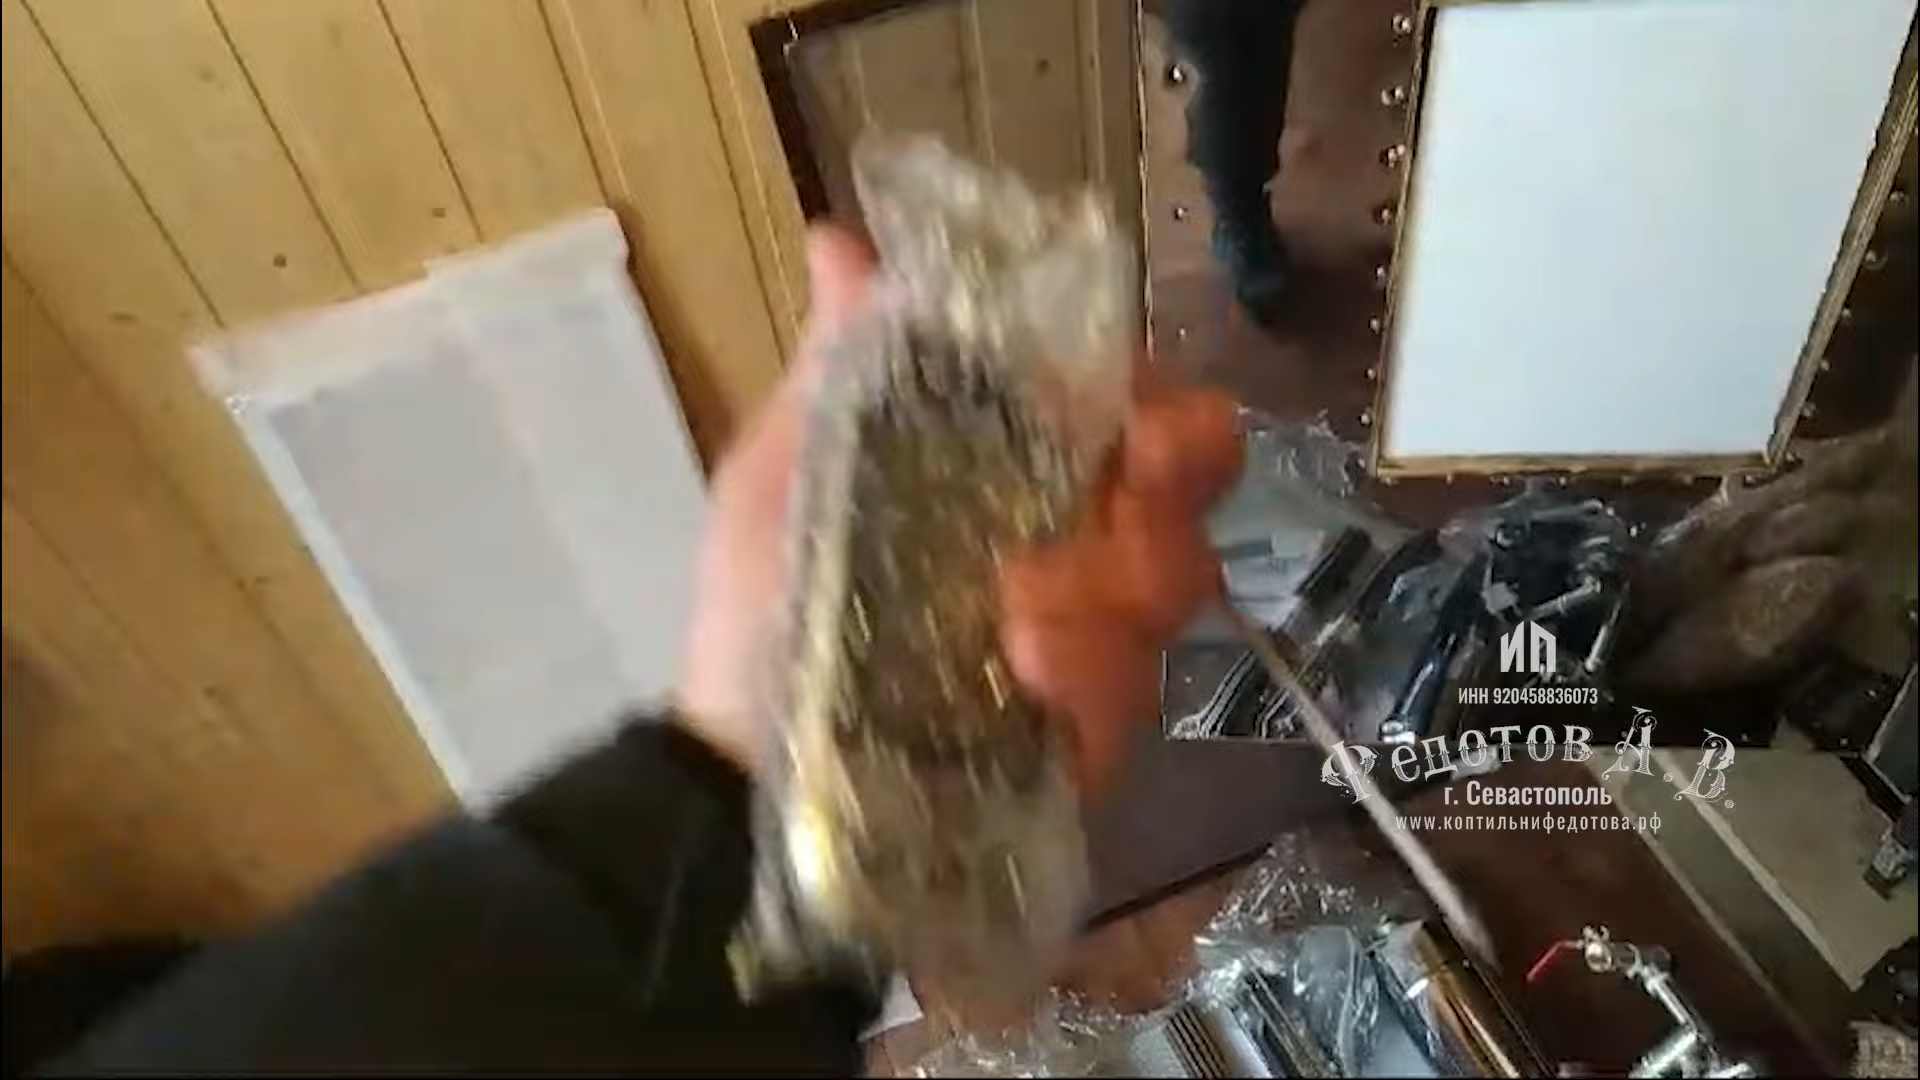 ИП
ИНН 920458836073
Федотов А. В.
г. Севастополь
www.коптильнифедотова.рф